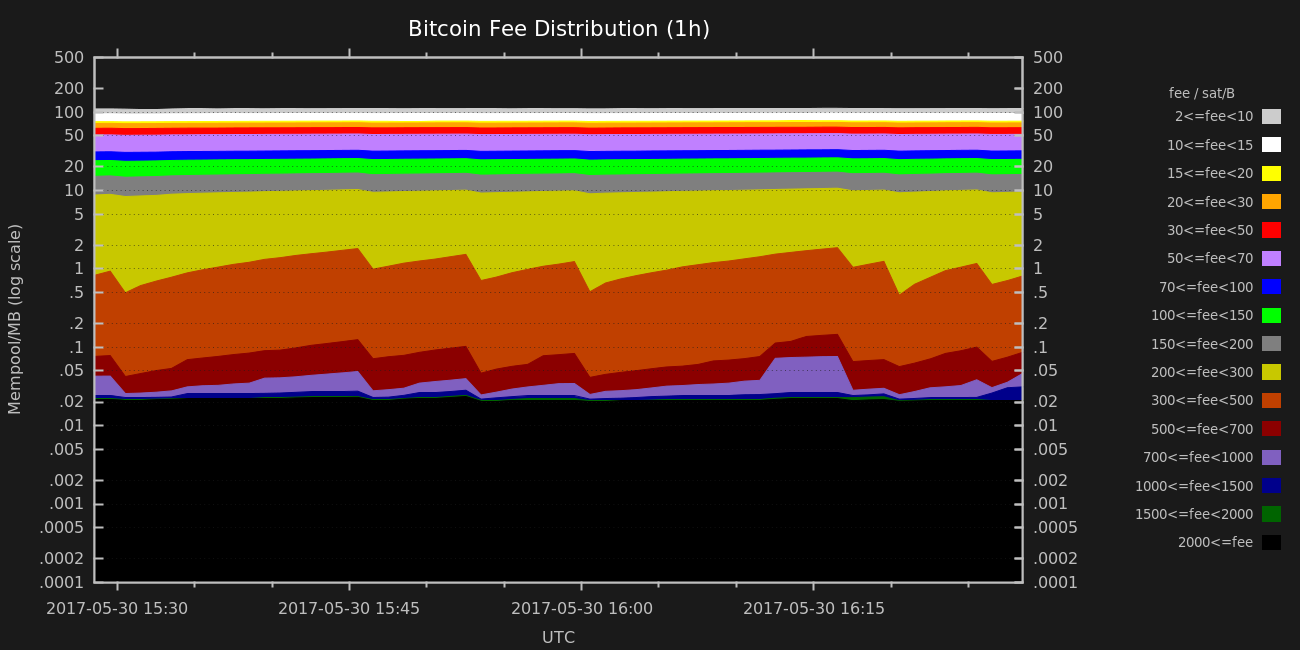 Bitcoin Fee Distribution (1h)
Mempool/MB (log scale)
500
200
100
50
20
10
5
2
1
.5
.2
.1
.05
.02
.01
.005
.002
.001
.0005
.0002
.0001
500
200
100
50
20
10
5
2
1
.5
.2
.1
.05
.02
.01
.005
.002
.001
.0005
.0002
.0001
2017-05-30 15:30
2017-05-30 15:45
2017-05-30 16:00
2017-05-30 16:15
UTC
fee / sat/B
2<=fee<10
10<=fee<15
15<=fee<20
20<=fee<30
30<=fee<50
50<=fee<70
70<=fee<100
100<=fee<150
150<=fee<200
200<=fee<300
300<=fee<500
500<=fee<700
700<=fee<1000
1000<=fee<1500
1500<=fee<2000
2000<=fee